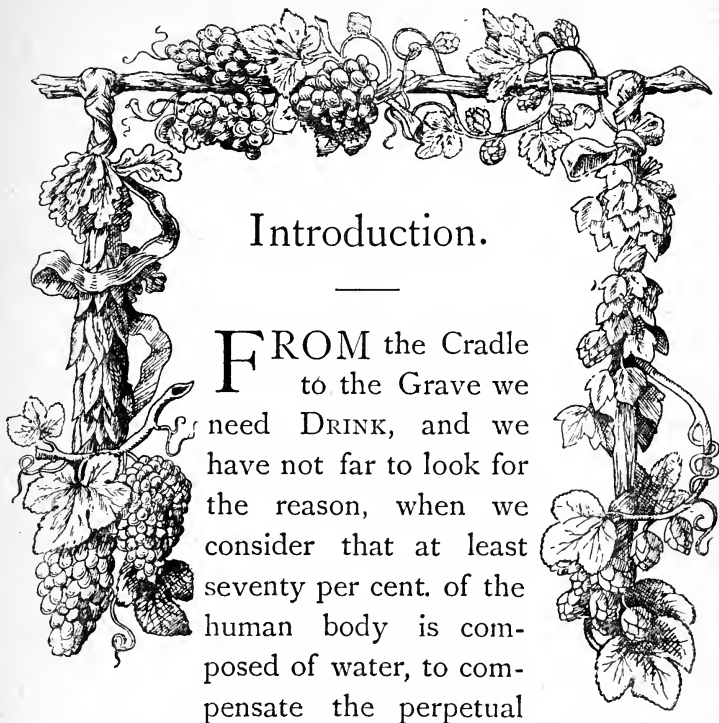 Introduction.
FROM the Cradle
to the Grave we
need DRINK, and we
have not far to look for
the reason, when we
consider that at least
seventy per cent. of the
human body is com-
posed of water, to com-
pensate the perpetual